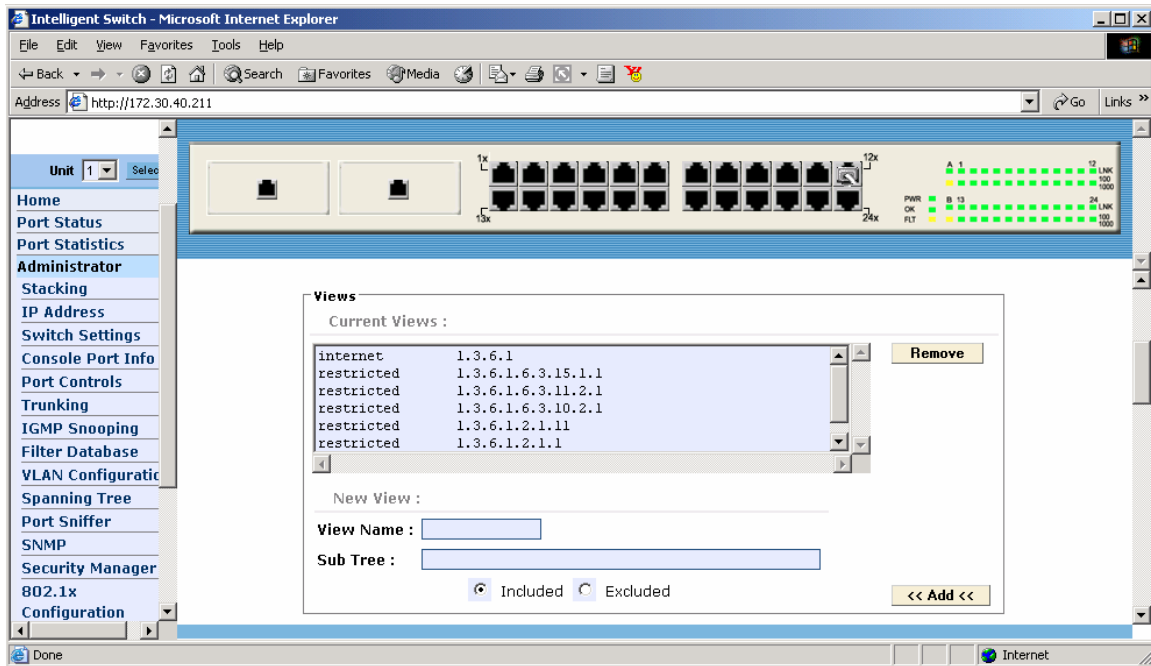 Intelligent Switch - Microsoft Internet Explorer
File Edit View Favorites Tools Help
Back Search Favorites Media
Address http://172.30.40.211 Go Links »
Unit 1 Selec
Home
Port Status
Port Statistics
Administrator
Stacking
IP Address
Switch Settings
Console Port Info
Port Controls
Trunking
IGMP Snooping
Filter Database
VLAN Configuratio
Spanning Tree
Port Sniffer
SNMP
Security Manager
802.1x
Configuration
1x 12x
13x 24x
A 1 12 LNK
100
1000
PWR B 13 24 LNK
OK 100
FLT 1000
Views
Current Views :
internet 1.3.6.1
restricted 1.3.6.1.6.3.15.1.1
restricted 1.3.6.1.6.3.11.2.1
restricted 1.3.6.1.6.3.10.2.1
restricted 1.3.6.1.2.1.11
restricted 1.3.6.1.2.1.1
Remove
New View :
View Name :
Sub Tree :
Included Excluded
<< Add <<
Done Internet